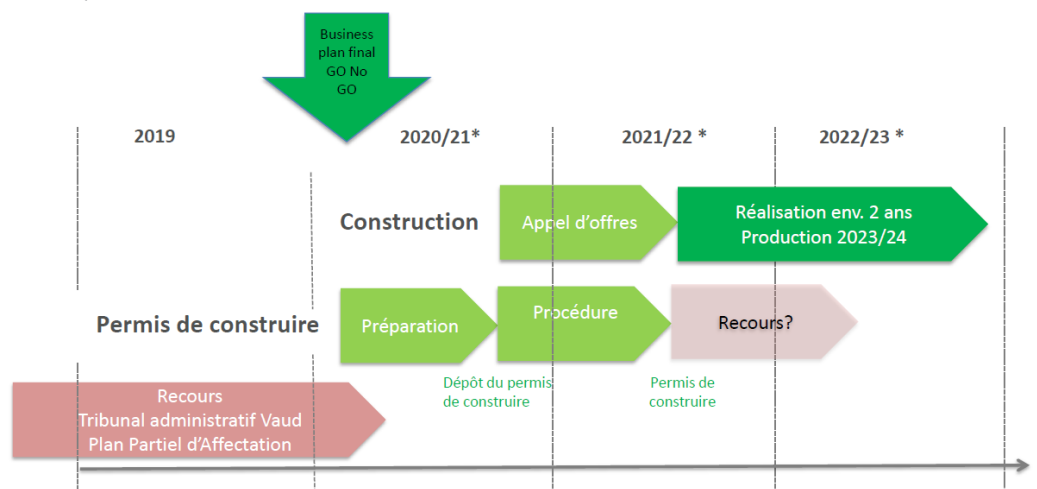 Business
plan final
GO No
GO
2019
2020/21*
2021/22 *
2022/23 *
Construction
Appel d'offres
Réalisation env. 2 ans
Production 2023/24
Permis de construire
Préparation
Procédure
Recours?
Dépôt du permis
de construire
Permis de
construire
Recours
Tribunal administratif Vaud
Plan Partiel d'Affectation